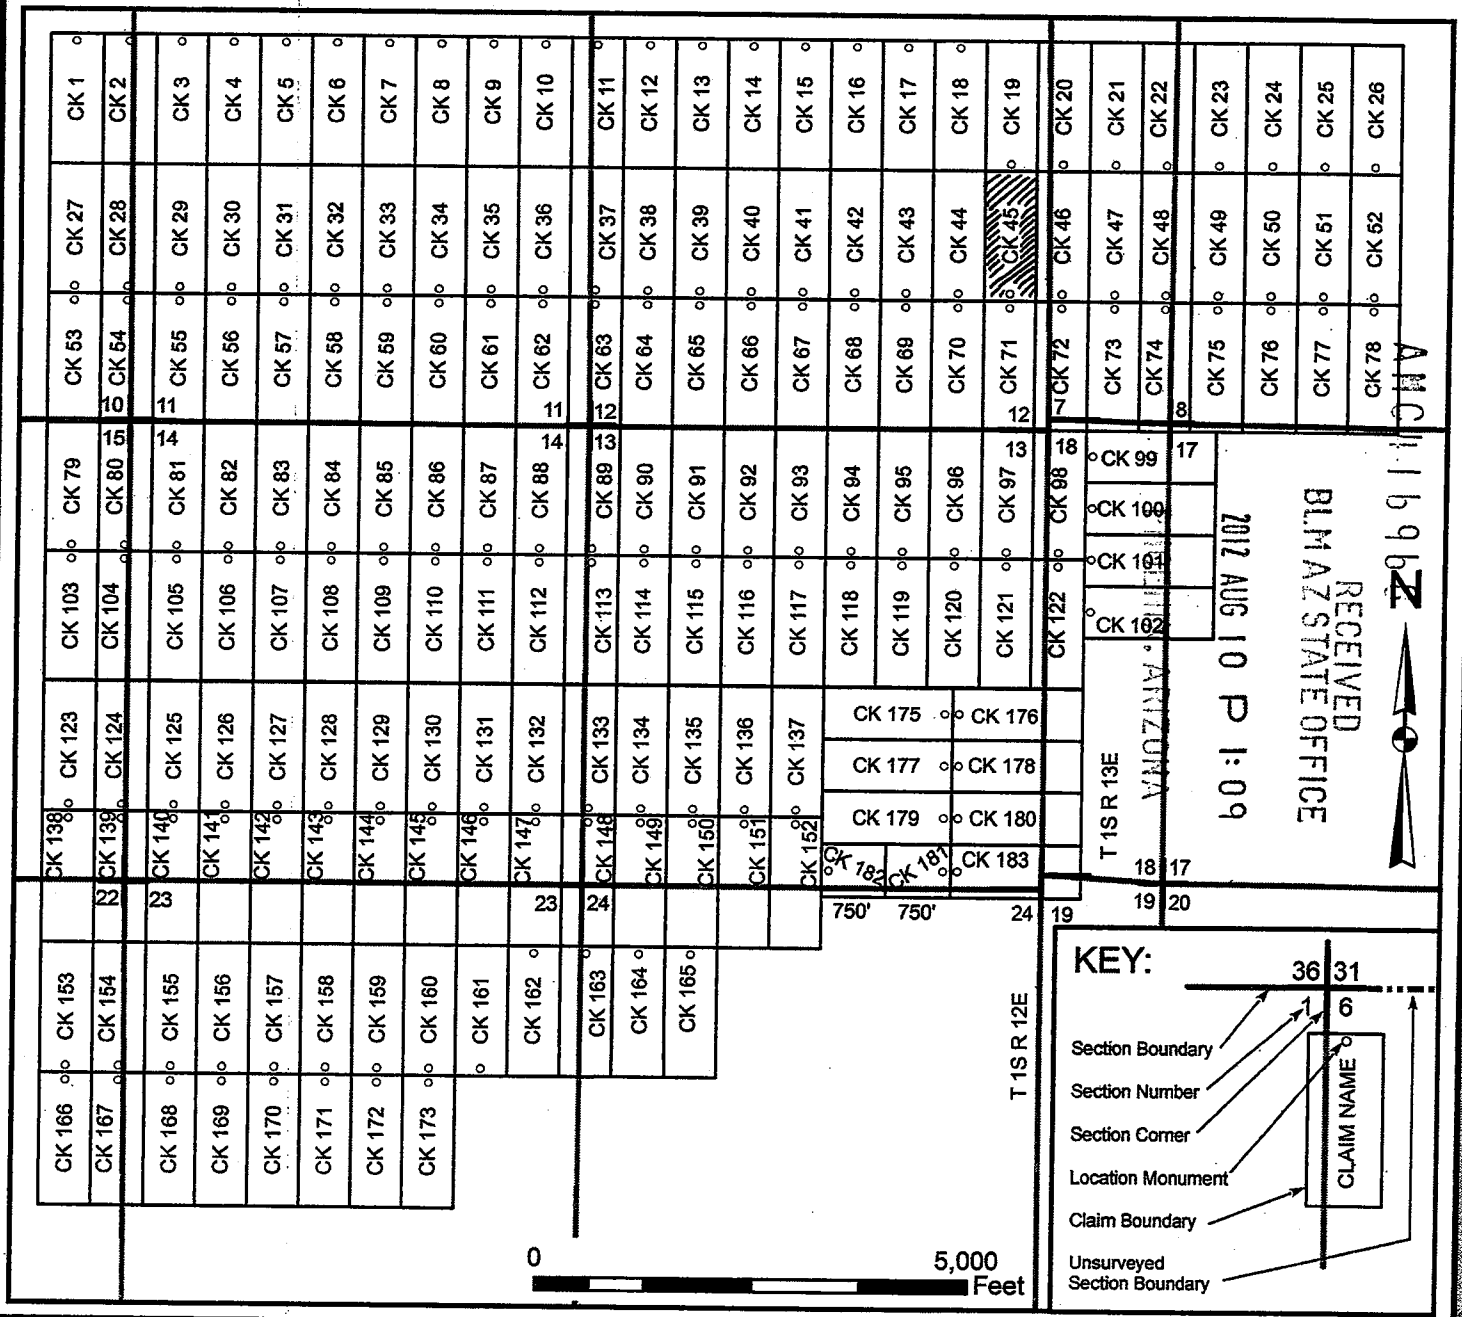 CK 1 CK 2 CK 3 CK 4 CK 5 CK 6 CK 7 CK 8 CK 9 CK 10 CK 11 CK 12 CK 13 CK 14 CK 15 CK 16 CK 17 CK 18 CK 19 CK 20 CK 21 CK 22 CK 23 CK 24 CK 25 CK 26
CK 27 CK 28 CK 29 CK 30 CK 31 CK 32 CK 33 CK 34 CK 35 CK 36 CK 37 CK 38 CK 39 CK 40 CK 41 CK 42 CK 43 CK 44 CK 45 CK 46 CK 47 CK 48 CK 49 CK 50 CK 51 CK 52
CK 53 CK 54 CK 55 CK 56 CK 57 CK 58 CK 59 CK 60 CK 61 CK 62 CK 63 CK 64 CK 65 CK 66 CK 67 CK 68 CK 69 CK 70 CK 71 CK 72 CK 73 CK 74 CK 75 CK 76 CK 77 CK 78
10 11 11 12 12 7 8
15 14 14 13 13 18 17
CK 79 CK 80 CK 81 CK 82 CK 83 CK 84 CK 85 CK 86 CK 87 CK 88 CK 89 CK 90 CK 91 CK 92 CK 93 CK 94 CK 95 CK 96 CK 97 CK 98 CK 99
CK 100
CK 101
CK 102
CK 103 CK 104 CK 105 CK 106 CK 107 CK 108 CK 109 CK 110 CK 111 CK 112 CK 113 CK 114 CK 115 CK 116 CK 117 CK 118 CK 119 CK 120 CK 121 CK 122
CK 123 CK 124 CK 125 CK 126 CK 127 CK 128 CK 129 CK 130 CK 131 CK 132 CK 133 CK 134 CK 135 CK 136 CK 137
CK 175 CK 176
CK 177 CK 178
CK 179 CK 180
CK 138 CK 139 CK 140 CK 141 CK 142 CK 143 CK 144 CK 145 CK 146 CK 147 CK 148 CK 149 CK 150 CK 151 CK 152 CK 182 CK 181 CK 183
18 17
22 23 23 24 750' 750' 24 19 19 20
CK 153 CK 154 CK 155 CK 156 CK 157 CK 158 CK 159 CK 160 CK 161 CK 162 CK 163 CK 164 CK 165
CK 166 CK 167 CK 168 CK 169 CK 170 CK 171 CK 172 CK 173
T 1S R 12E
T 1S R 13E
RECEIVED
BLM AZ STATE OFFICE
2012 AUG 10 P 1:09
ARIZONA
N
KEY:
36 31
1 6
Section Boundary
Section Number
Section Corner
Location Monument
Claim Boundary
Unsurveyed
Section Boundary
CLAIM NAME
0 5,000
Feet